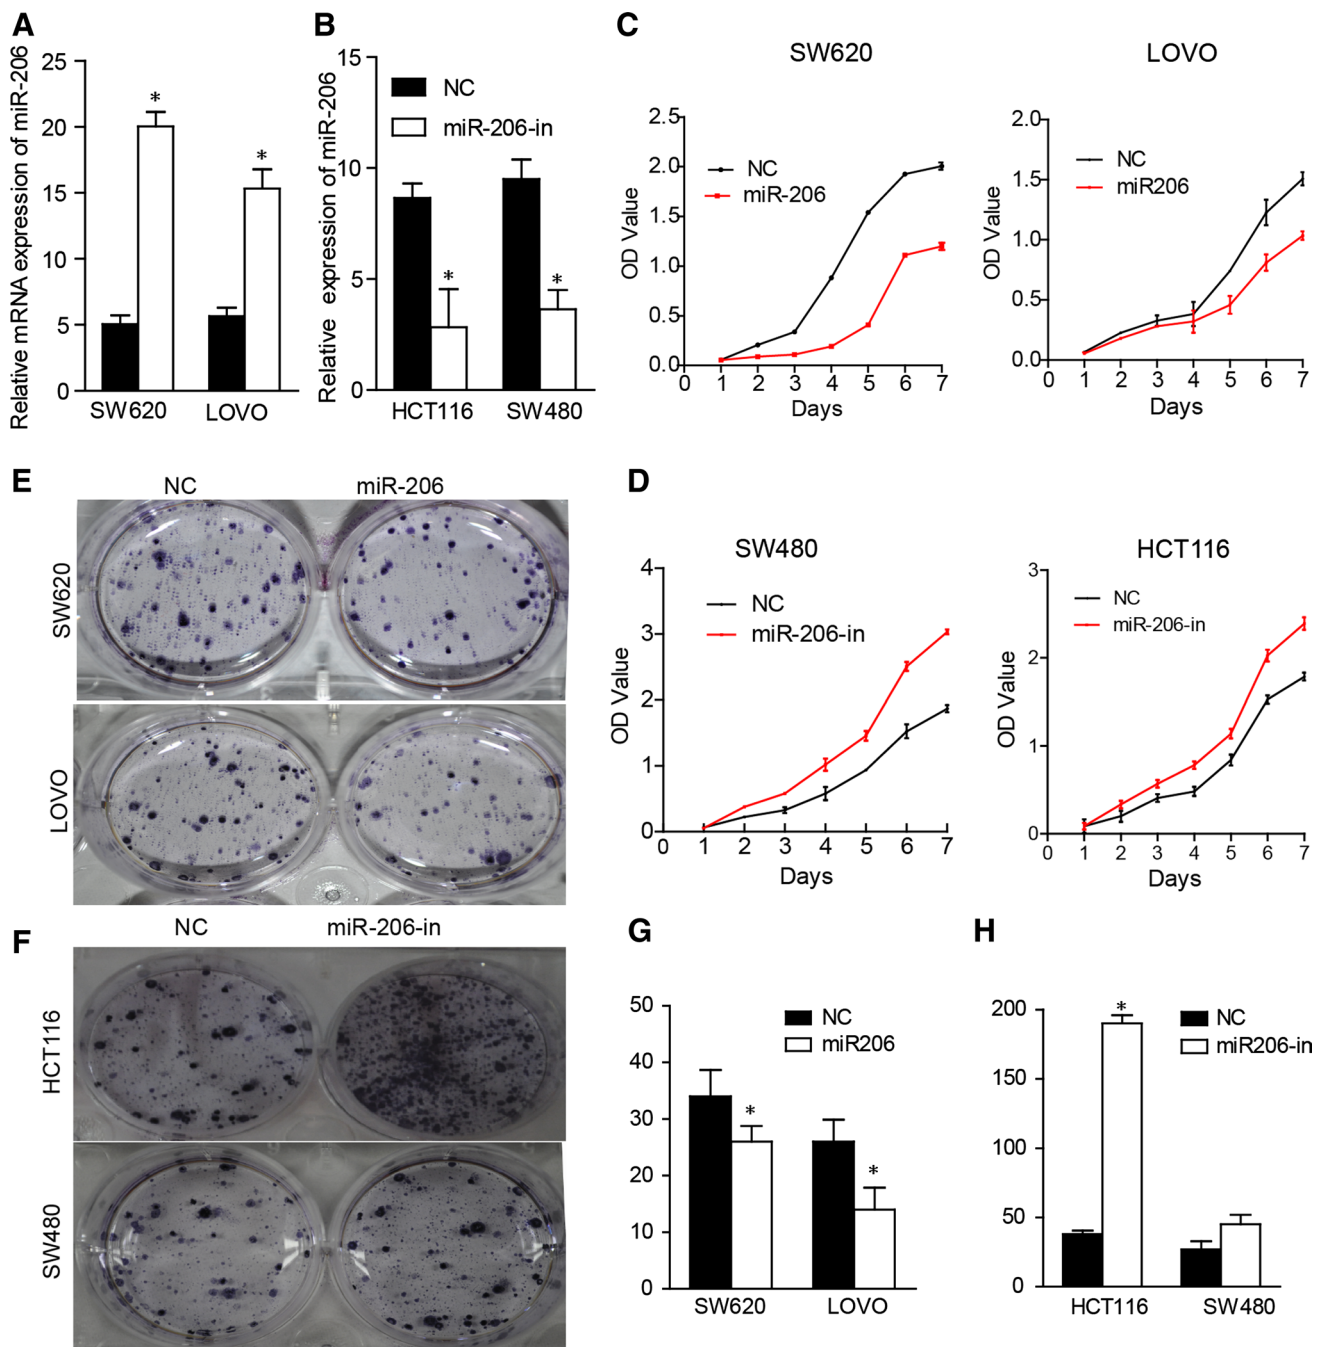 A
Relative mRNA expression of miR-206
25
20
15
10
5
0
*
*
SW620 LOVO
B
Relative expression of miR-206
15
10
5
0
NC
miR-206-in
*
*
HCT116 SW480
C
SW620
OD Value
2.5
2.0
1.5
1.0
0.5
0.0
NC
miR-206
0 1 2 3 4 5 6 7
Days
LOVO
OD Value
2.0
1.5
1.0
0.5
0.0
NC
miR206
0 1 2 3 4 5 6 7
Days
E
NC miR-206
SW620
LOVO
D
SW480
OD Value
4
3
2
1
0
NC
miR-206-in
0 1 2 3 4 5 6 7
Days
HCT116
OD Value
3
2
1
0
NC
miR-206-in
0 1 2 3 4 5 6 7
Days
F
NC miR-206-in
HCT116
SW480
G
50
40
30
20
10
0
NC
miR206
*
*
SW620 LOVO
H
200
150
100
50
0
*
NC
miR206-in
HCT116 SW480